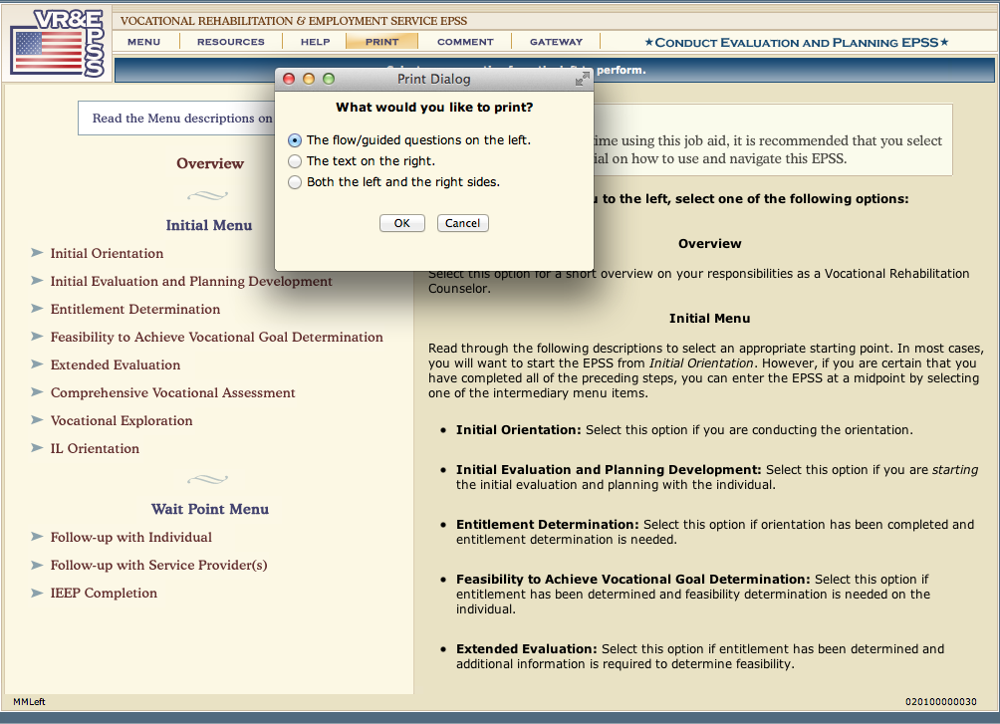 VR&E
EPSS
VOCATIONAL REHABILITATION & EMPLOYMENT SERVICE EPSS
MENU
RESOURCES
HELP
PRINT
COMMENT
GATEWAY
★CONDUCT EVALUATION AND PLANNING EPSS★
perform.
Print Dialog
What would you like to print?
The flow/guided questions on the left.
The text on the right.
Both the left and the right sides.
OK
Cancel
Read the Menu descriptions on
Overview
Initial Menu
Initial Orientation
Initial Evaluation and Planning Development
Entitlement Determination
Feasibility to Achieve Vocational Goal Determination
Extended Evaluation
Comprehensive Vocational Assessment
Vocational Exploration
IL Orientation
Wait Point Menu
Follow-up with Individual
Follow-up with Service Provider(s)
IEEP Completion
time using this job aid, it is recommended that you select
on how to use and navigate this EPSS.
to the left, select one of the following options:
Overview
Select this option for a short overview on your responsibilities as a Vocational Rehabilitation
Counselor.
Initial Menu
Read through the following descriptions to select an appropriate starting point. In most cases,
you will want to start the EPSS from Initial Orientation. However, if you are certain that you
have completed all of the preceding steps, you can enter the EPSS at a midpoint by selecting
one of the intermediary menu items.
• Initial Orientation: Select this option if you are conducting the orientation.
• Initial Evaluation and Planning Development: Select this option if you are starting
the initial evaluation and planning with the individual.
• Entitlement Determination: Select this option if orientation has been completed and
entitlement determination is needed.
• Feasibility to Achieve Vocational Goal Determination: Select this option if
entitlement has been determined and feasibility determination is needed on the
individual.
• Extended Evaluation: Select this option if entitlement has been determined and
additional information is required to determine feasibility.
MMLeft
020100000030